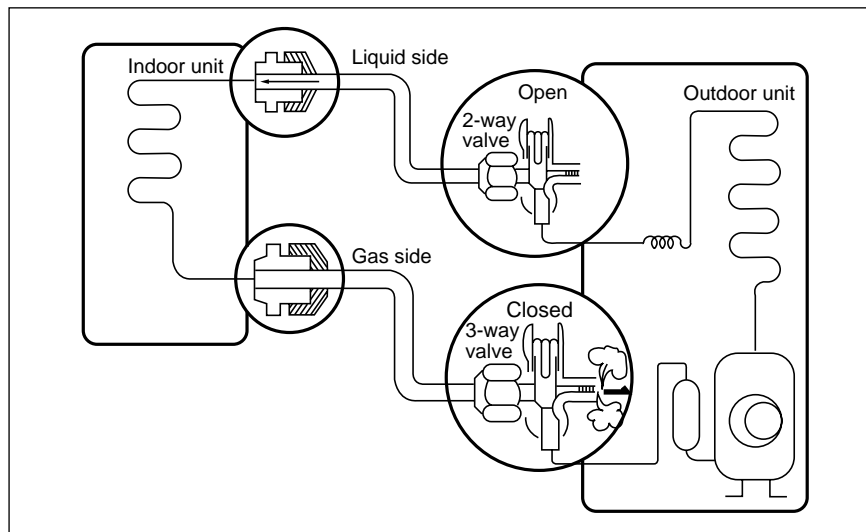 Indoor unit
Liquid side
Open
2-way
valve
Outdoor unit
Gas side
Closed
3-way
valve